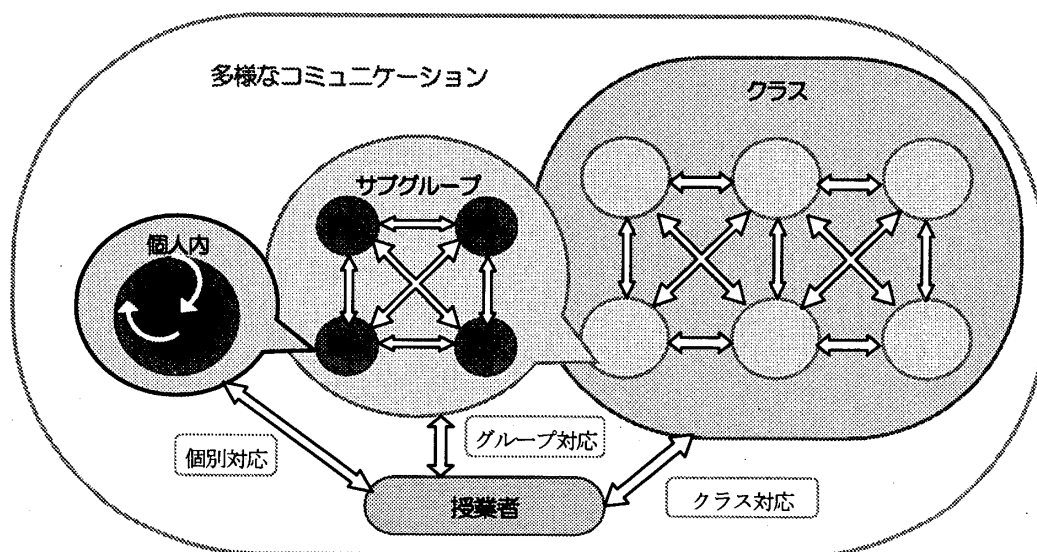 多様なコミュニケーション
クラス
サブグループ
個人内
グループ対応
個別対応
授業者
クラス対応